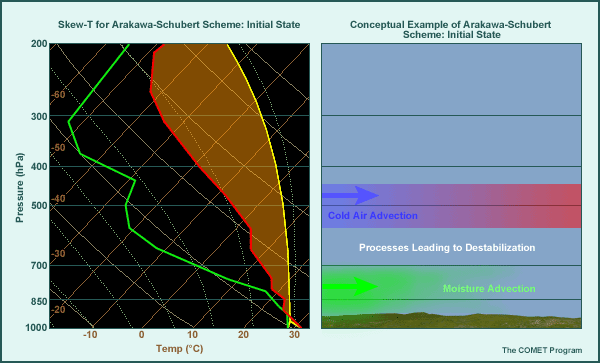 Skew-T for Arakawa-Schubert Scheme: Initial State
Conceptual Example of Arakawa-Schubert
Scheme: Initial State
Pressure (hPa)
200
300
400
500
700
850
1000
-60
-50
-40
-30
-20
-10
0
10
20
30
Temp (°C)
Cold Air Advection
Processes Leading to Destabilization
Moisture Advection
The COMET Program